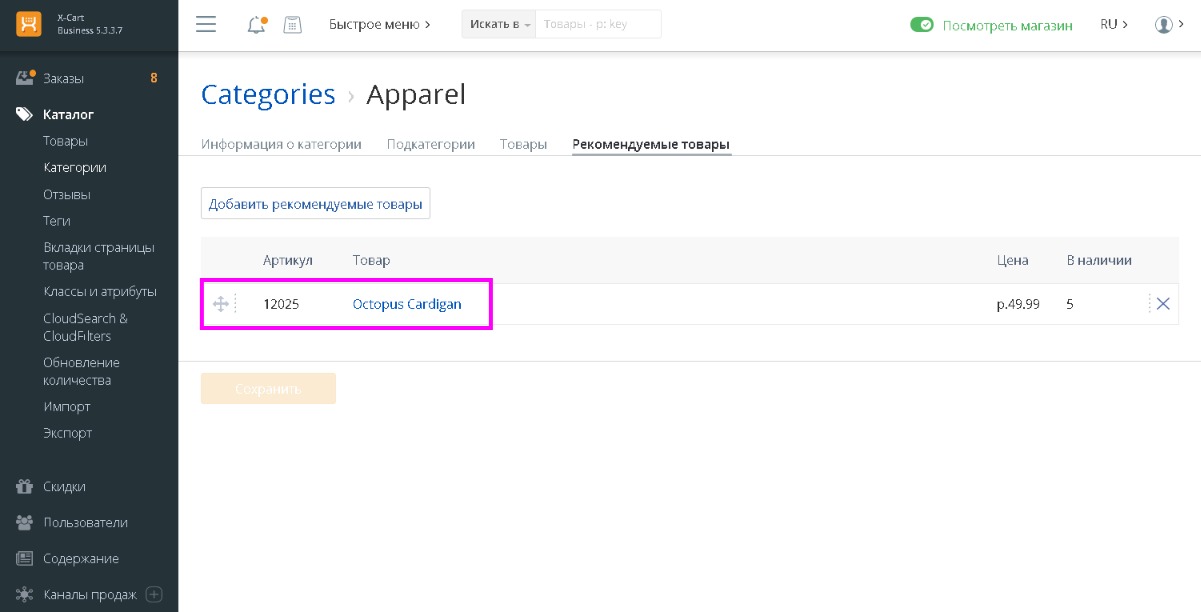 X-Cart
Business 5.3.3.7
Быстрое меню
Искать в
Товары - p: key
Посмотреть магазин
RU
Заказы 8
Каталог
Товары
Категории
Отзывы
Теги
Вкладки страницы
товара
Классы и атрибуты
CloudSearch &
CloudFilters
Обновление
количества
Импорт
Экспорт
Скидки
Пользователи
Содержание
Каналы продаж
Categories › Apparel
Информация о категории Подкатегории Товары Рекомендуемые товары
Добавить рекомендуемые товары
Артикул Товар Цена В наличии
12025 Octopus Cardigan р.49.99 5
Сохранить